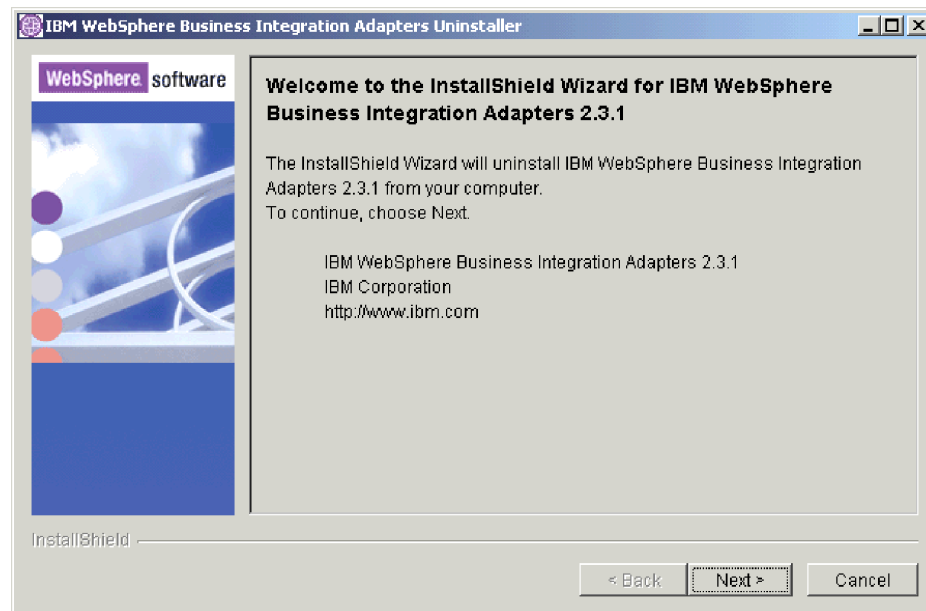 IBM WebSphere Business Integration Adapters Uninstaller
WebSphere software
Welcome to the InstallShield Wizard for IBM WebSphere
Business Integration Adapters 2.3.1
The InstallShield Wizard will uninstall IBM WebSphere Business Integration
Adapters 2.3.1 from your computer.
To continue, choose Next.
IBM WebSphere Business Integration Adapters 2.3.1
IBM Corporation
http://www.ibm.com
InstallShield
< Back Next > Cancel